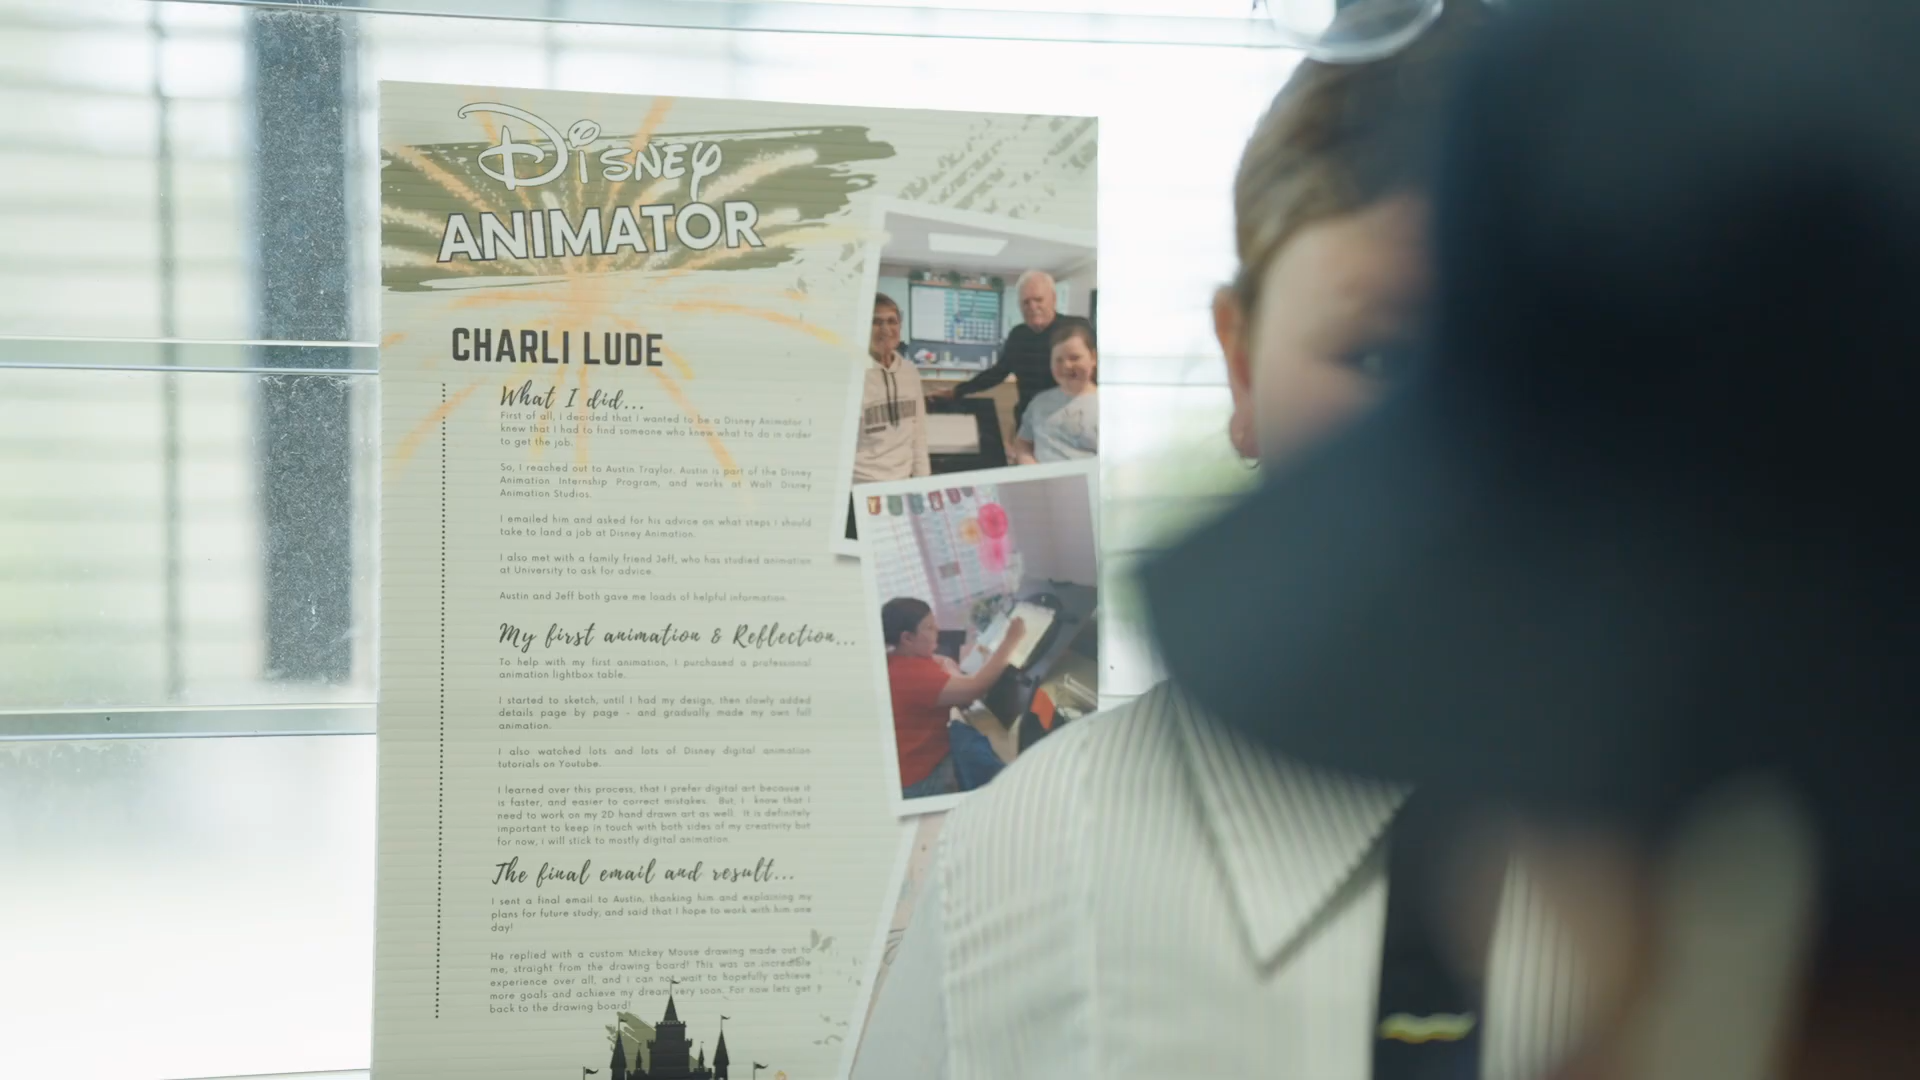 Disney
ANIMATOR
CHARLI LUDE
What I did...
First of all, I decided that I wanted to be a Disney Animator. I
knew that I had to find someone who knew what to do in order
to get the job.
So, I reached out to Austin Traylor. Austin is part of the Disney
Animation Internship Program, and works at Walt Disney
Animation Studios.
I emailed him and asked for his advice on what steps I should
take to land a job at Disney Animation.
I also met with a family friend Jeff, who has studied animation
at University to ask for advice.
Austin and Jeff both gave me loads of helpful information.
My first animation & Reflection...
To help with my first animation, I purchased a professional
animation lightbox table.
I started to sketch, until I had my design, then slowly added
details page by page - and gradually made my own full
animation.
I also watched lots and lots of Disney digital animation
tutorials on Youtube.
I learned over this process, that I prefer digital art because it
is faster, and easier to correct mistakes. But, I know that I
need to work on my 2D hand drawn art as well. It is definitely
important to keep in touch with both sides of my creativity but
for now, i will stick to mostly digital animation.
The final email and result...
I sent a final email to Austin, thanking him and explaining my
plans for future study, and said that I hope to work with him one
day!
He replied with a custom Mickey Mouse drawing made out to
me, straight from the drawing board! This was an incredible
experience over all, and i can not wait to hopefully achieve
more goals and achieve my dream very soon. For now lets get
back to the drawing board!